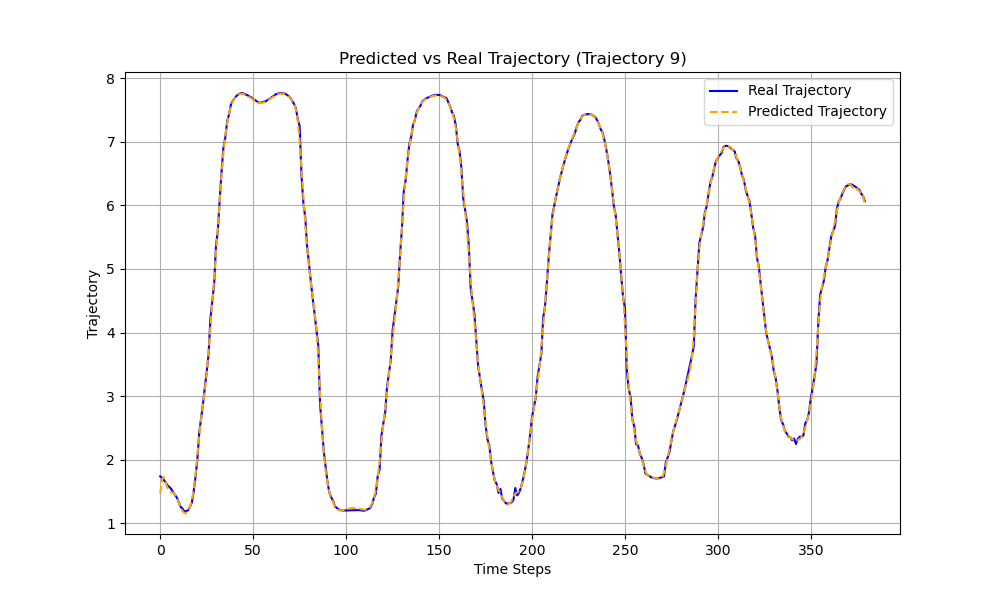 Predicted vs Real Trajectory (Trajectory 9)
Real Trajectory
Predicted Trajectory
Trajectory
8
7
6
5
4
3
2
1
0 50 100 150 200 250 300 350
Time Steps